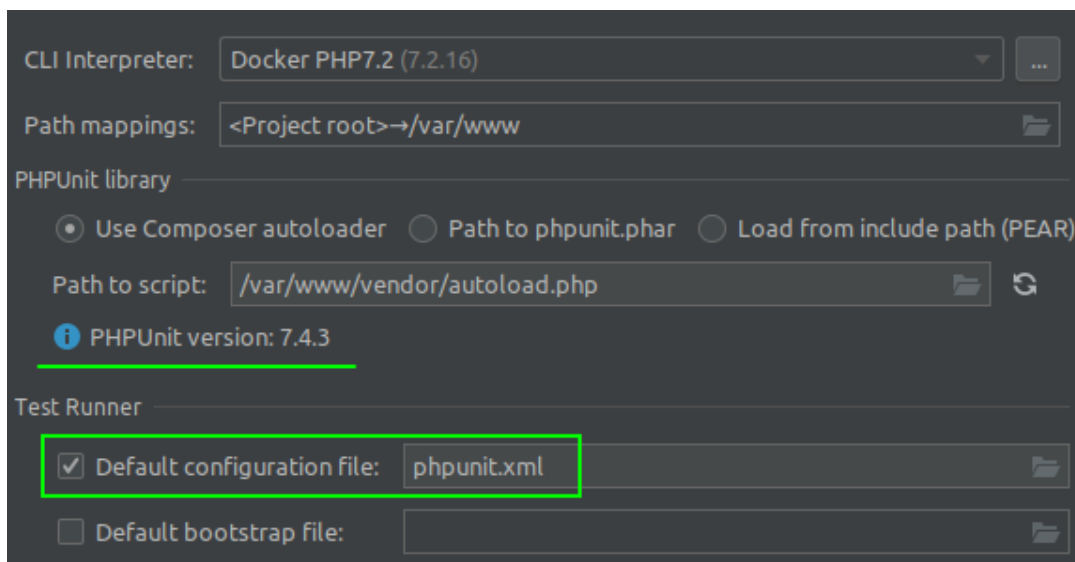 CLI Interpreter: Docker PHP7.2 (7.2.16) ...
Path mappings: <Project root>→/var/www
PHPUnit library
Use Composer autoloader Path to phpunit.phar Load from include path (PEAR)
Path to script: /var/www/vendor/autoload.php
PHPUnit version: 7.4.3
Test Runner
Default configuration file: phpunit.xml
Default bootstrap file: